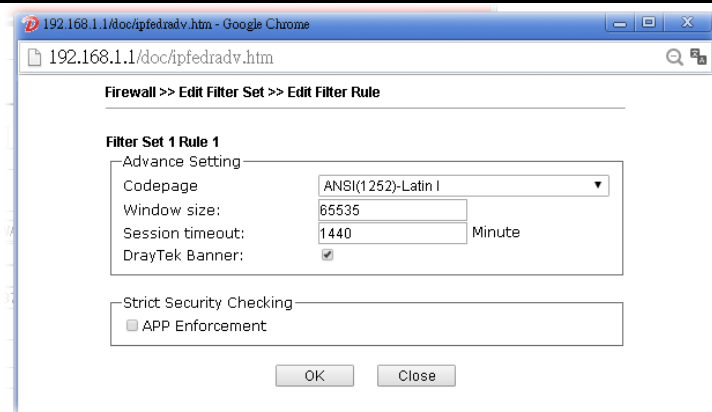 192.168.1.1/doc/ipfedradv.htm - Google Chrome
192.168.1.1/doc/ipfedradv.htm
Firewall >> Edit Filter Set >> Edit Filter Rule
Filter Set 1 Rule 1
Advance Setting
Codepage ANSI(1252)-Latin I
Window size: 65535
Session timeout: 1440 Minute
DrayTek Banner:
Strict Security Checking
APP Enforcement
OK Close